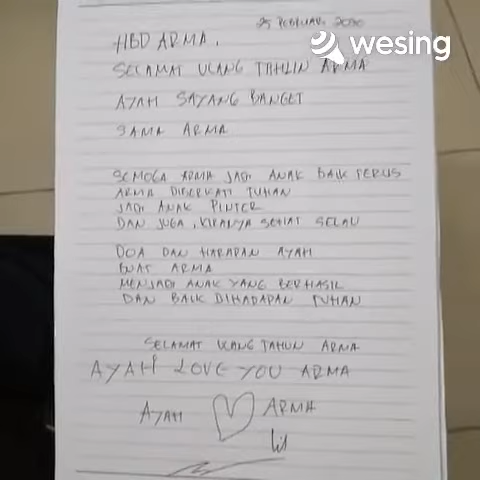 25 FEBRUARI 2020
wesing
HBD ARMA.
SELAMAT ULANG TAHUN ARMA
AYAH SAYANG BANGET
SAMA ARMA
SEMOGA ARMA JADI ANAK BAIK TERUS
ARMA DIBERKATI TUHAN
JADI ANAK PINTER
DAN JUGA, KIRANYA SEHAT SELALU
DOA DAN HARAPAN AYAH
BUAT ARMA
MENJADI ANAK YANG BERHASIL
DAN BAIK DIHADAPAN TUHAN
SELAMAT ULANG TAHUN ARMA
AYAH LOVE YOU ARMA
AYAH ARMA